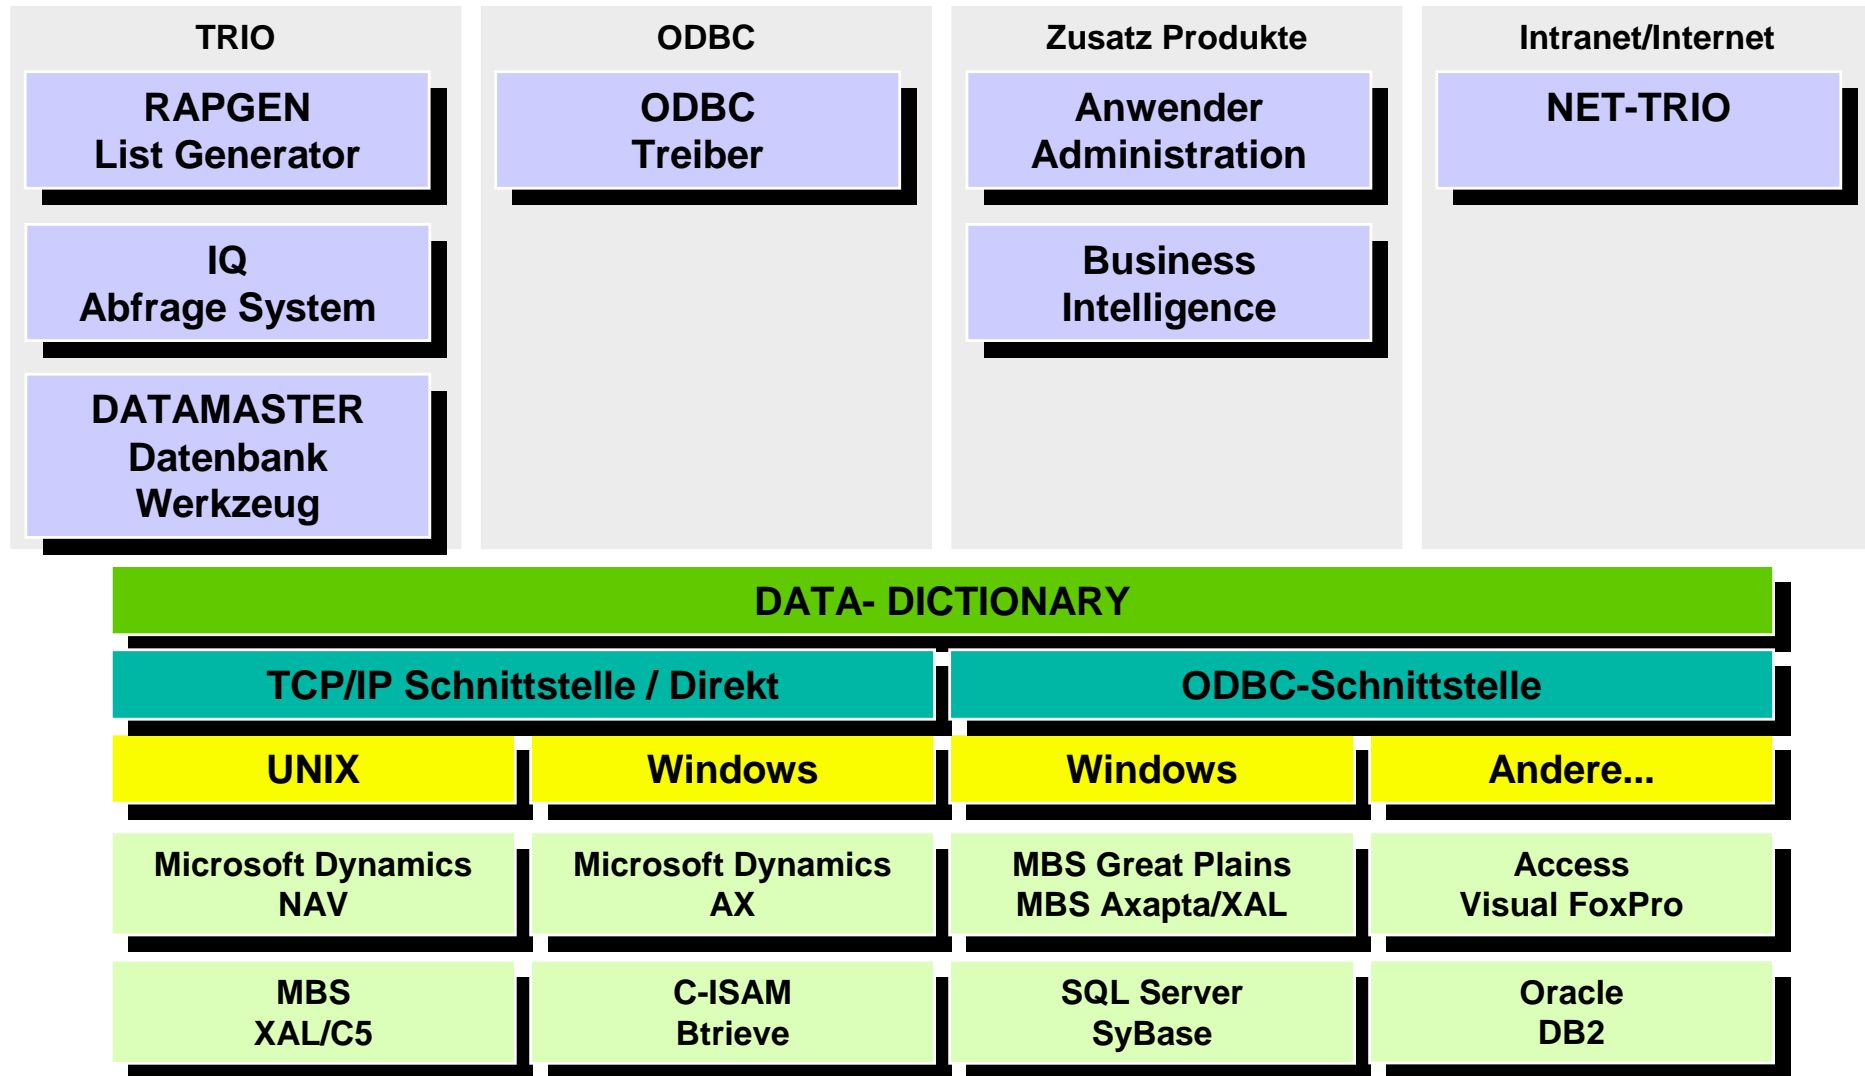 TRIO
RAPGEN
List Generator
IQ
Abfrage System
DATAMASTER
Datenbank
Werkzeug
ODBC
ODBC
Treiber
Zusatz Produkte
Anwender
Administration
Business
Intelligence
Intranet/Internet
NET-TRIO
DATA- DICTIONARY
TCP/IP Schnittstelle / Direkt
ODBC-Schnittstelle
UNIX
Windows
Windows
Andere...
Microsoft Dynamics
NAV
Microsoft Dynamics
AX
MBS Great Plains
MBS Axapta/XAL
Access
Visual FoxPro
MBS
XAL/C5
C-ISAM
Btrieve
SQL Server
SyBase
Oracle
DB2